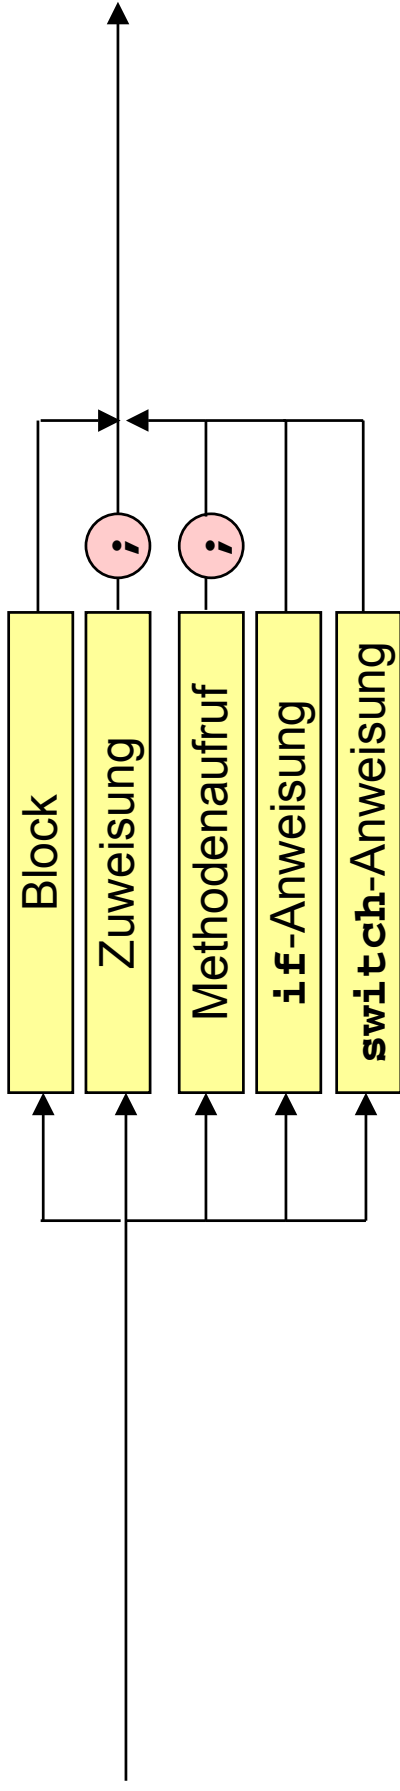 Block
Zuweisung ;
Methodenaufruf ;
if-Anweisung
switch-Anweisung